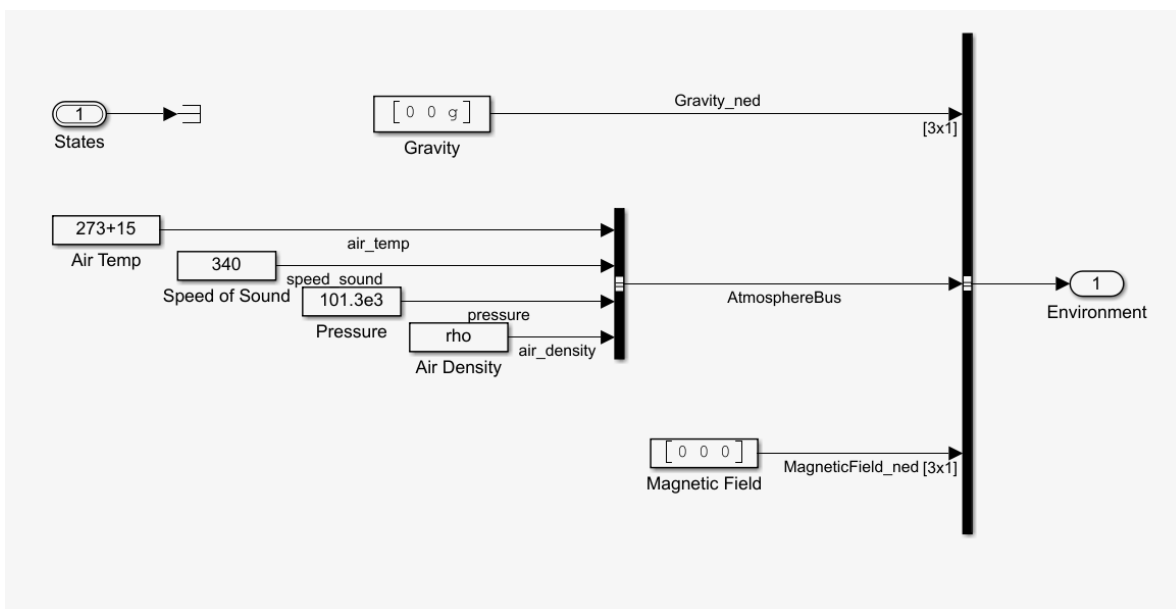 1
States
[ 0 0 g ]
Gravity
Gravity_ned
[3x1]
273+15
Air Temp
air_temp
340
Speed of Sound
speed_sound
101.3e3
Pressure
pressure
rho
Air Density
air_density
AtmosphereBus
1
Environment
[ 0 0 0 ]
Magnetic Field
MagneticField_ned [3x1]